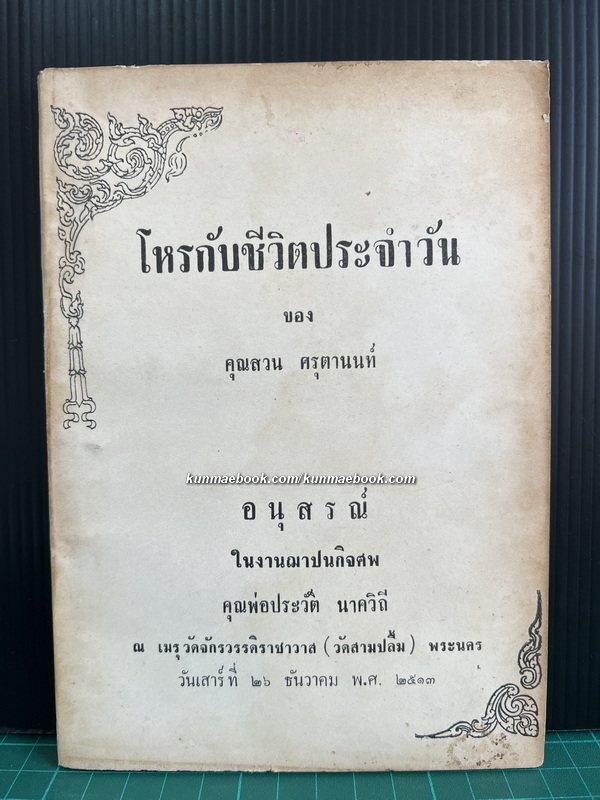 โหรกับชีวิตประจำวัน
ของ
คุณสวน ศรุตานนท์
kunmaebook.com/kunmaebook.com
อนุสรณ์
ในงานฌาปนกิจศพ
คุณพ่อประวัติ นาควิถี
ณ เมรุวัดจักรวรรดิราชาวาส (วัดสามปลื้ม) พระนคร
วันเสาร์ที่ ๒๖ ธันวาคม พ.ศ. ๒๕๑๓